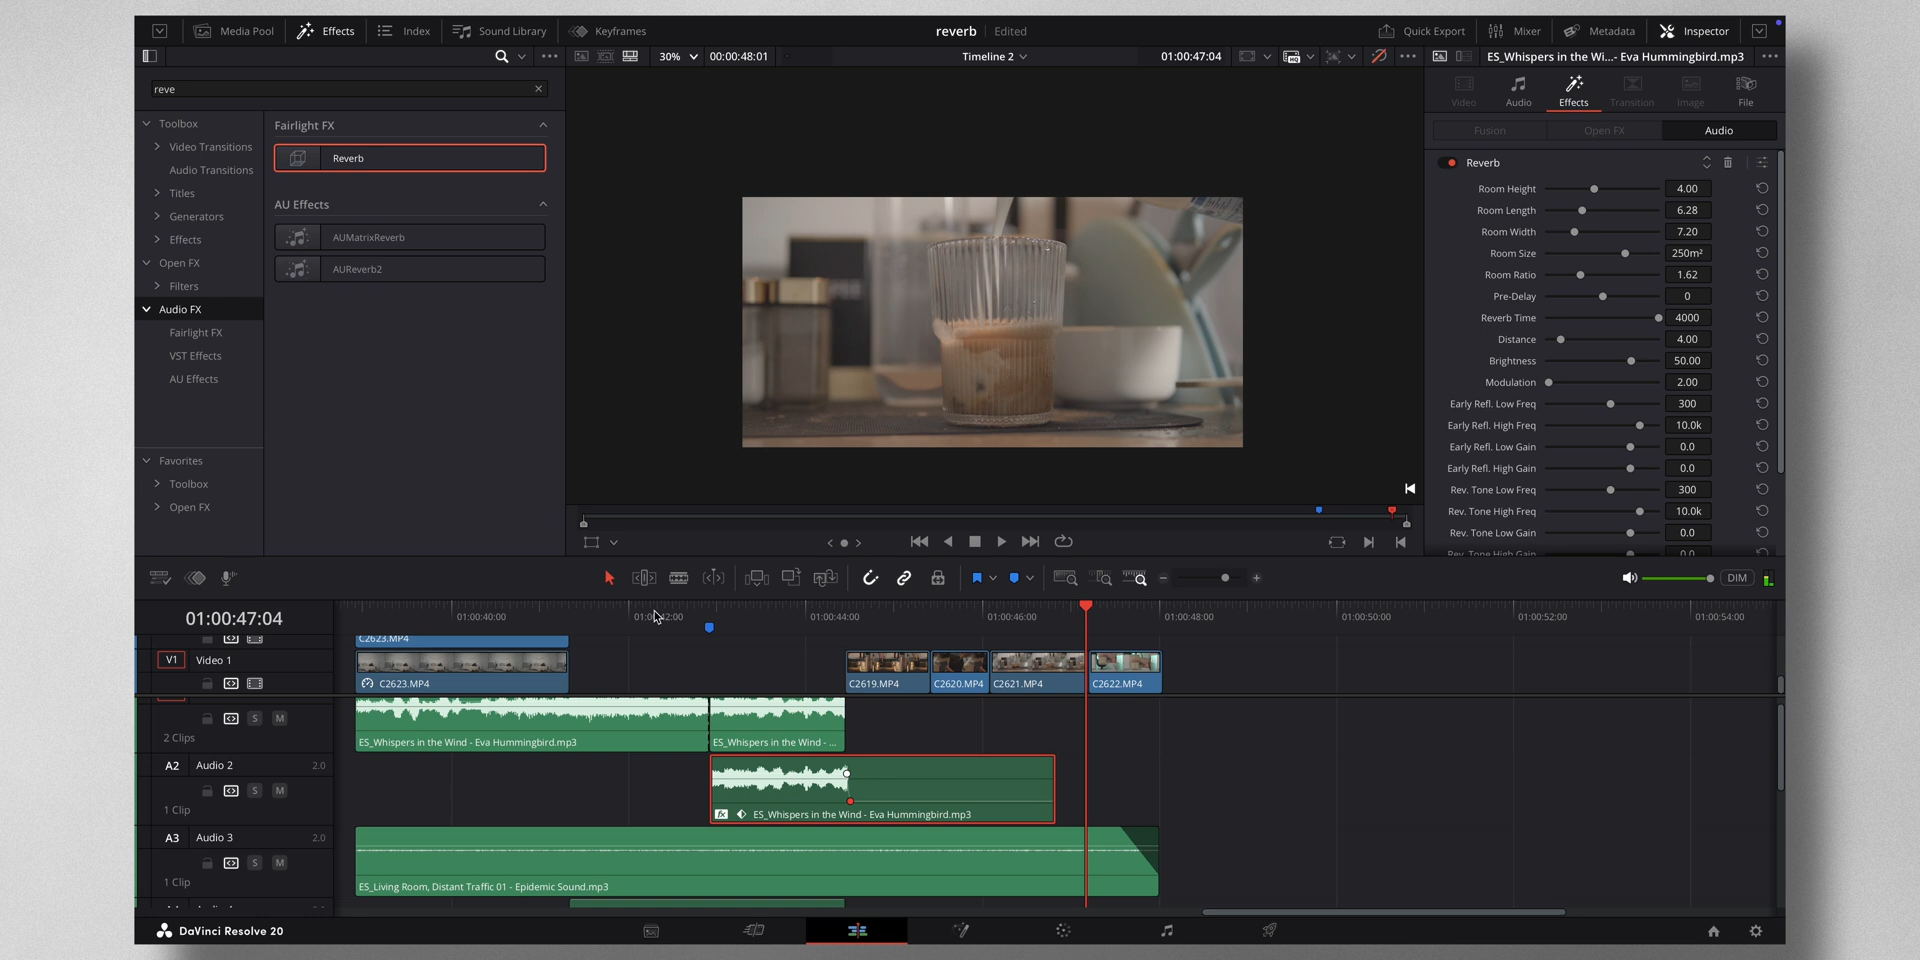 Media Pool
Effects
Index
Sound Library
Keyframes
reverb
Edited
Quick Export
Mixer
Metadata
Inspector
30%
00:00:48:01
Timeline 2
01:00:47:04
ES_Whispers in the Wi...- Eva Hummingbird.mp3
reve
Toolbox
Video Transitions
Audio Transitions
Titles
Generators
Effects
Open FX
Filters
Audio FX
Fairlight FX
VST Effects
AU Effects
Favorites
Toolbox
Open FX
Fairlight FX
Reverb
AU Effects
AUMatrixReverb
AUReverb2
Video
Audio
Effects
Transition
Image
File
Fusion
Open FX
Audio
Reverb
Room Height 4.00
Room Length 6.28
Room Width 7.20
Room Size 250m²
Room Ratio 1.62
Pre-Delay 0
Reverb Time 4000
Distance 4.00
Brightness 50.00
Modulation 2.00
Early Refl. Low Freq 300
Early Refl. High Freq 10.0k
Early Refl. Low Gain 0.0
Early Refl. High Gain 0.0
Rev. Tone Low Freq 300
Rev. Tone High Freq 10.0k
Rev. Tone Low Gain 0.0
Rev. Tone High Gain 0.0
DIM
01:00:47:04
01:00:40:00
01:00:44:00
01:00:46:00
01:00:48:00
01:00:50:00
01:00:52:00
01:00:54:00
C2623.MP4
V1 Video 1
C2623.MP4
C2619.MP4
C2620.MP4
C2621.MP4
C2622.MP4
S M
2 Clips
ES_Whispers in the Wind - Eva Hummingbird.mp3
ES_Whispers in the Wind - ...
A2 Audio 2 2.0
S M
1 Clip
fx ES_Whispers in the Wind - Eva Hummingbird.mp3
A3 Audio 3 2.0
S M
1 Clip
ES_Living Room, Distant Traffic 01 - Epidemic Sound.mp3
DaVinci Resolve 20